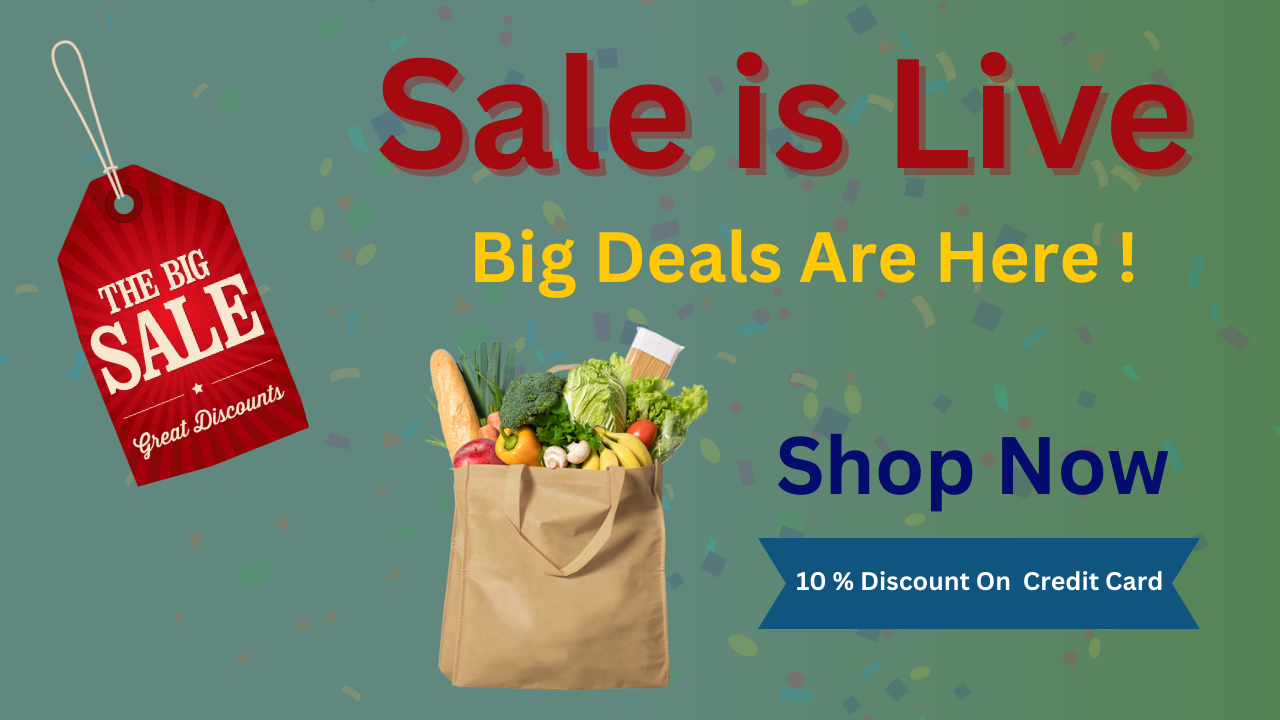 Sale is Live
Big Deals Are Here !
THE BIG
SALE
Great Discounts
Shop Now
10 % Discount On  Credit Card